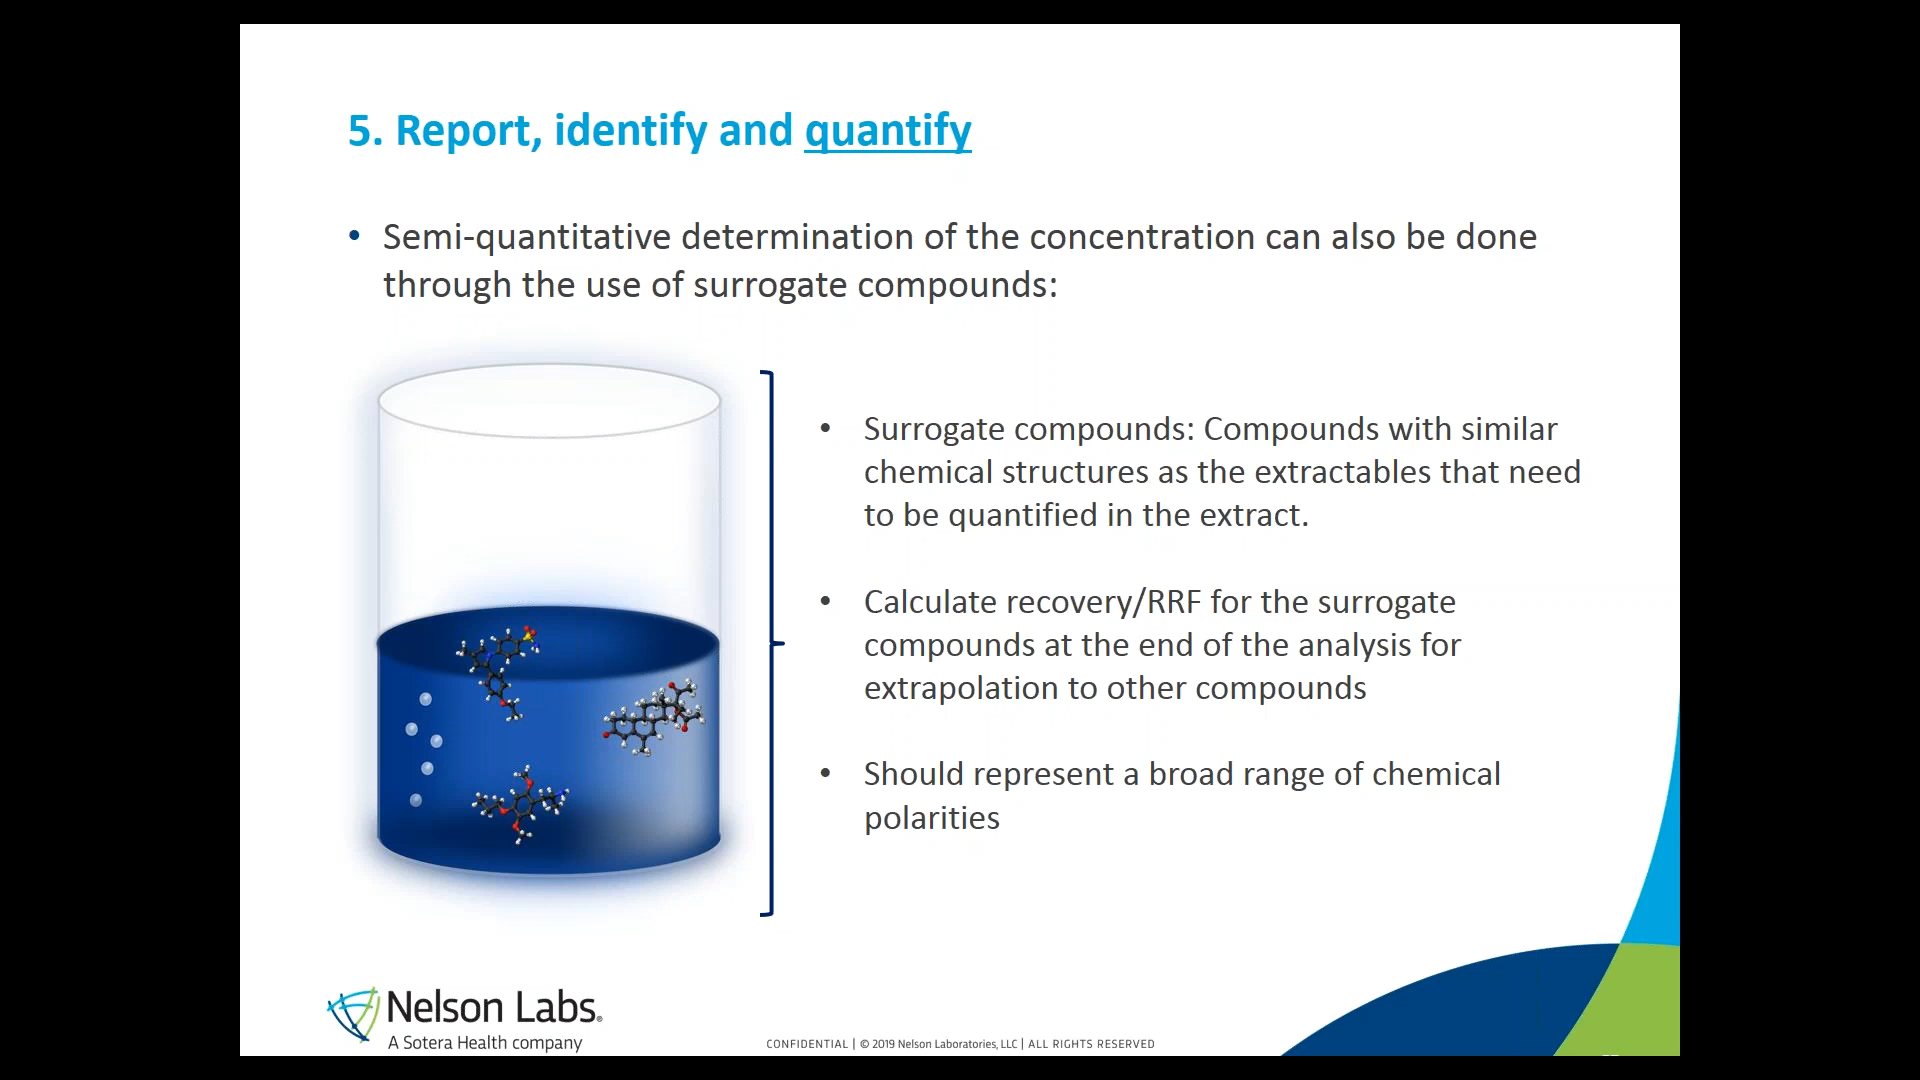 5. Report, identify and quantify
• Semi-quantitative determination of the concentration can also be done
through the use of surrogate compounds:
• Surrogate compounds: Compounds with similar
chemical structures as the extractables that need
to be quantified in the extract.
• Calculate recovery/RRF for the surrogate
compounds at the end of the analysis for
extrapolation to other compounds
• Should represent a broad range of chemical
polarities
Nelson Labs®
A Sotera Health company
CONFIDENTIAL | © 2019 Nelson Laboratories, LLC | ALL RIGHTS RESERVED